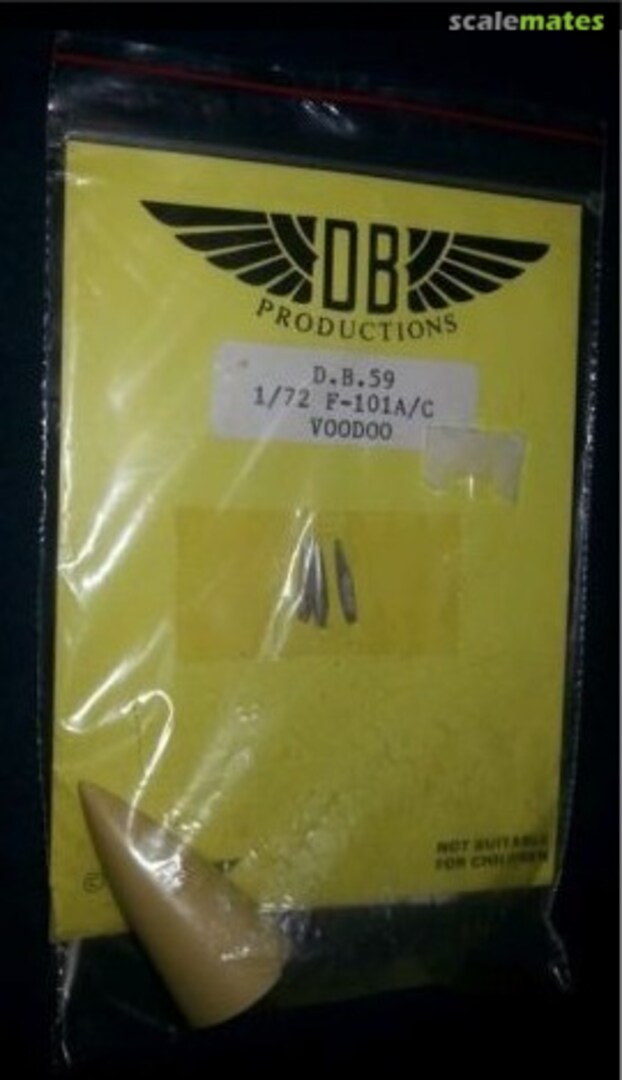 scalemates
DB
PRODUCTIONS
D.B.59
1/72 F-101A/C
VOODOO
NOT SUITABLE
FOR CHILDREN
©